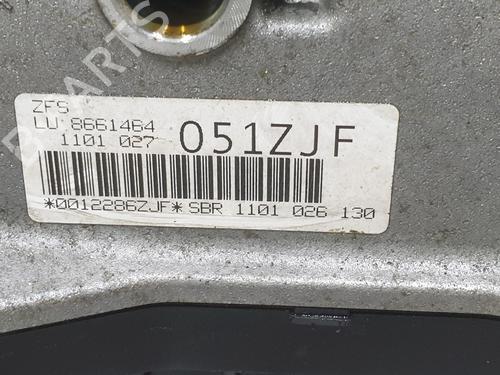 ZFS
LU 8661464
1101 027 051ZJF
*0012286ZJF* SBR 1101 026 130